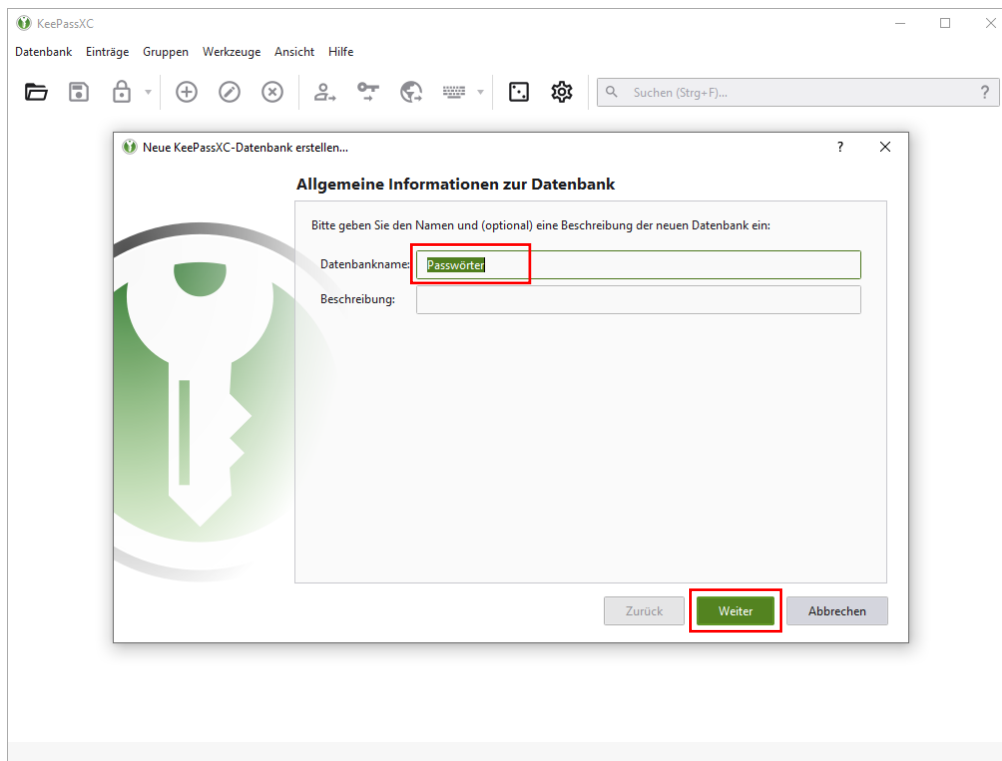 KeePassXC
Datenbank Einträge Gruppen Werkzeuge Ansicht Hilfe
Suchen (Strg+F)... ?
Neue KeePassXC-Datenbank erstellen... ?
Allgemeine Informationen zur Datenbank
Bitte geben Sie den Namen und (optional) eine Beschreibung der neuen Datenbank ein:
Datenbankname: Passwörter
Beschreibung:
Zurück Weiter Abbrechen